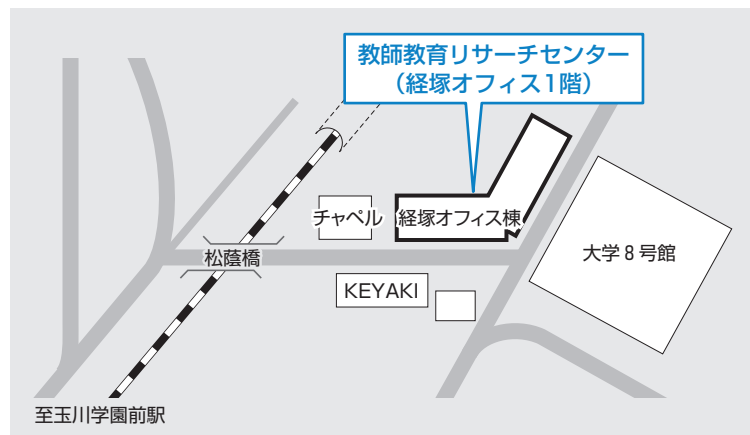 教師教育リサーチセンター
（経塚オフィス1階）
チャペル
経塚オフィス棟
松蔭橋
大学8号館
KEYAKI
至玉川学園前駅